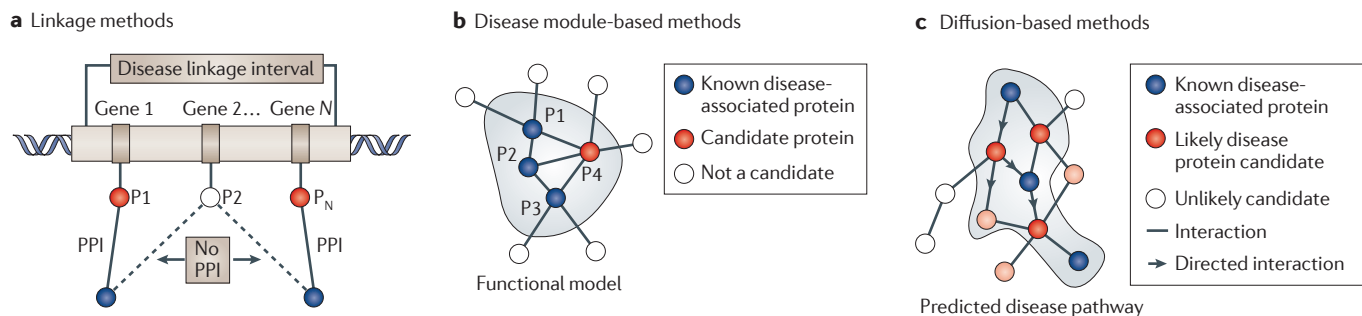 a Linkage methods
Disease linkage interval
Gene 1 Gene 2... Gene N
P1
P2
P_N
PPI
No
PPI
PPI
b Disease module-based methods
P1
P2
P4
P3
Functional model
Known disease-
associated protein
Candidate protein
Not a candidate
c Diffusion-based methods
Predicted disease pathway
Known disease-
associated protein
Likely disease
protein candidate
Unlikely candidate
Interaction
Directed interaction